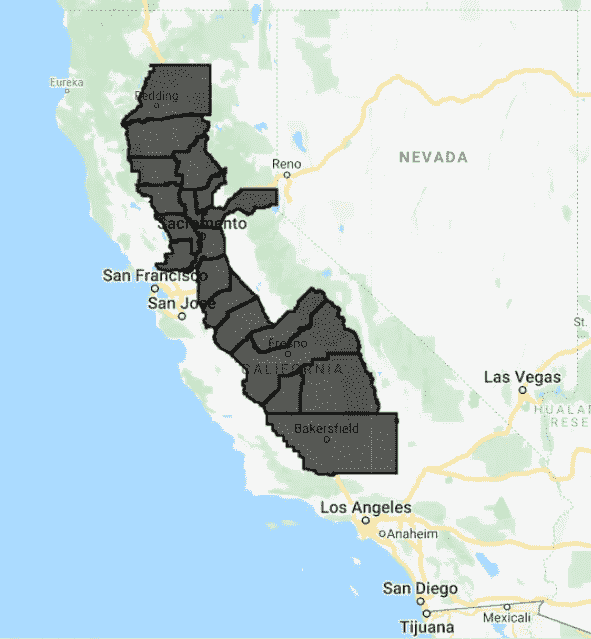 Eureka
Redding
Reno
NEVADA
Sacramento
San Francisco
San Jose
St.
Fresno
CALIFORNIA
Las Vegas
HUALA
RESE
Bakersfield
Los Angeles
Anaheim
San Diego
Tijuana
Mexicali